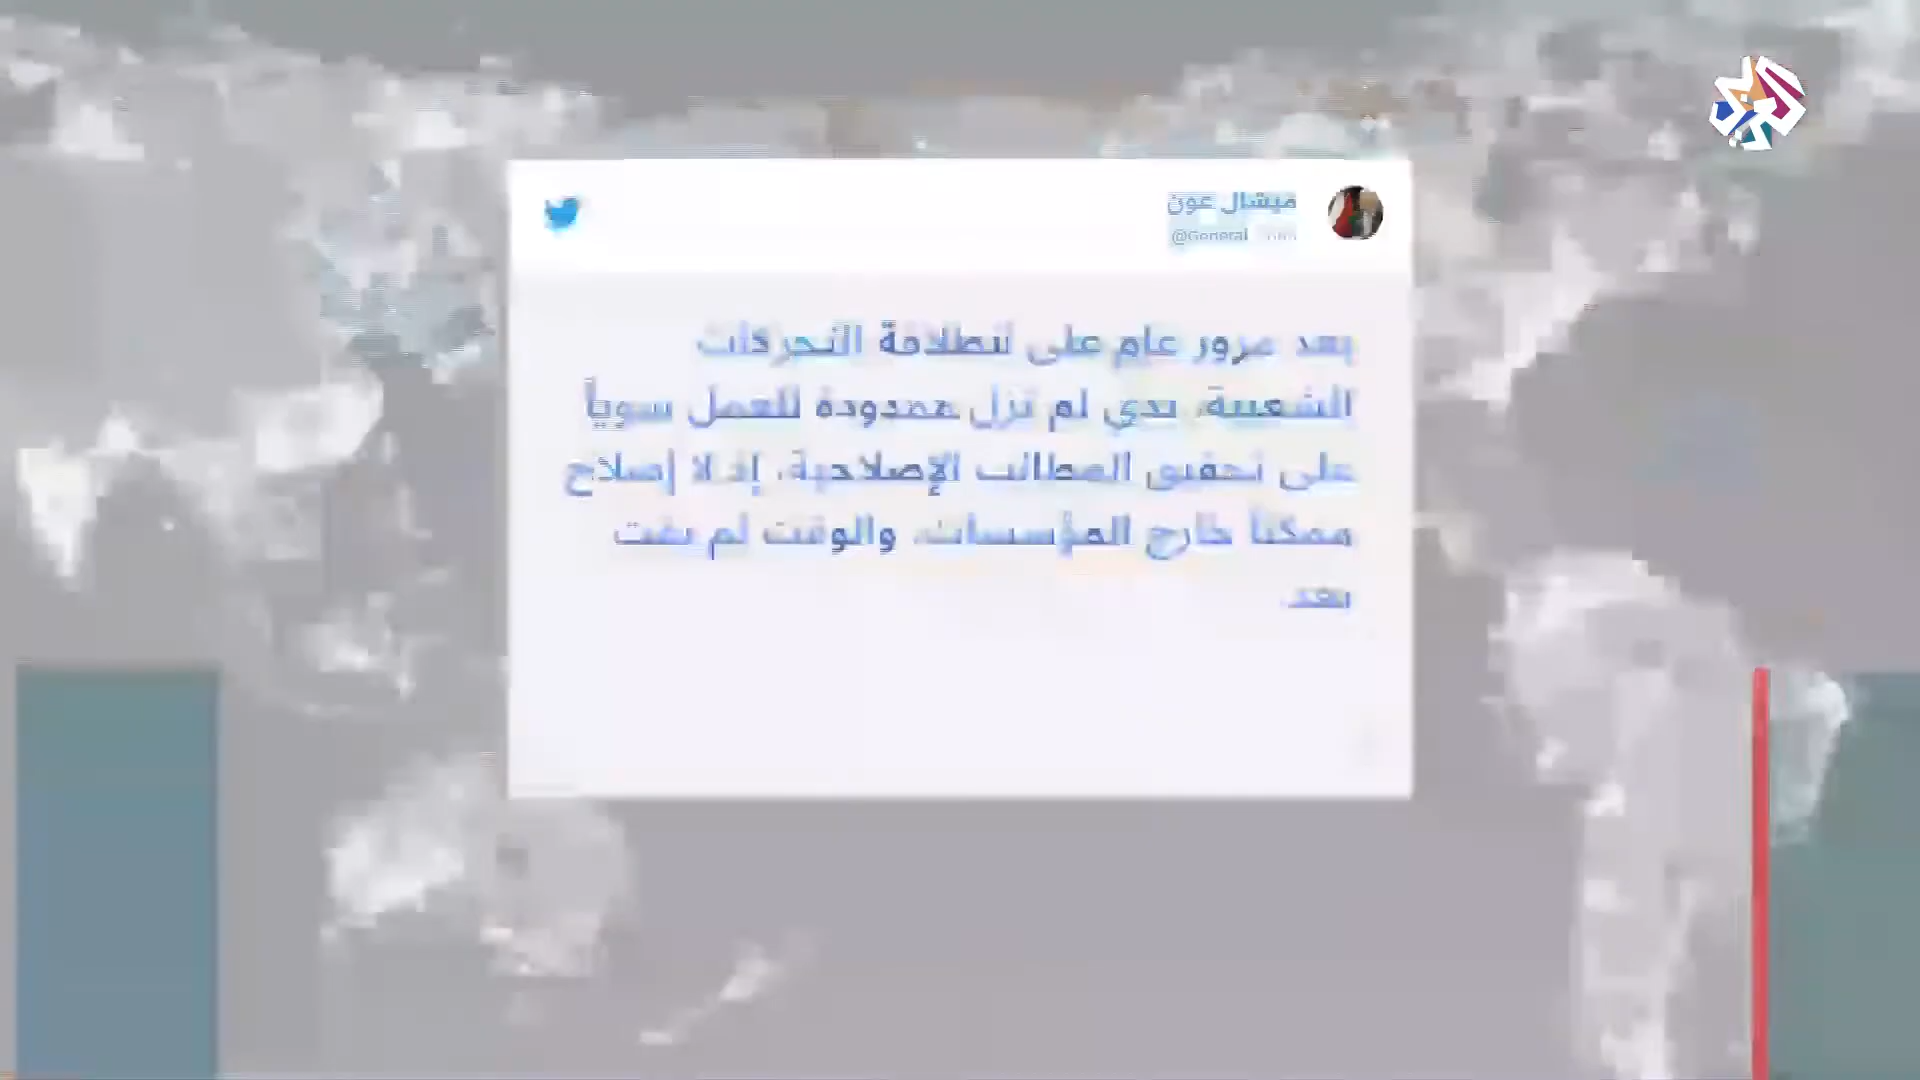 ميشال عون
@General
بعد مرور عام على انطلاقة التحركات
الشعبية، يدي لم تزل ممدودة للعمل سوياً
على تحقيق المطالب الإصلاحية، إذ لا إصلاح
ممكناً خارج المؤسسات، والوقت لم يفت
بعد.